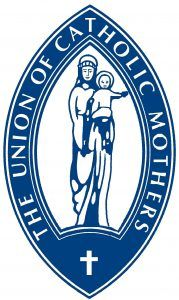 THE UNION OF CATHOLIC MOTHERS